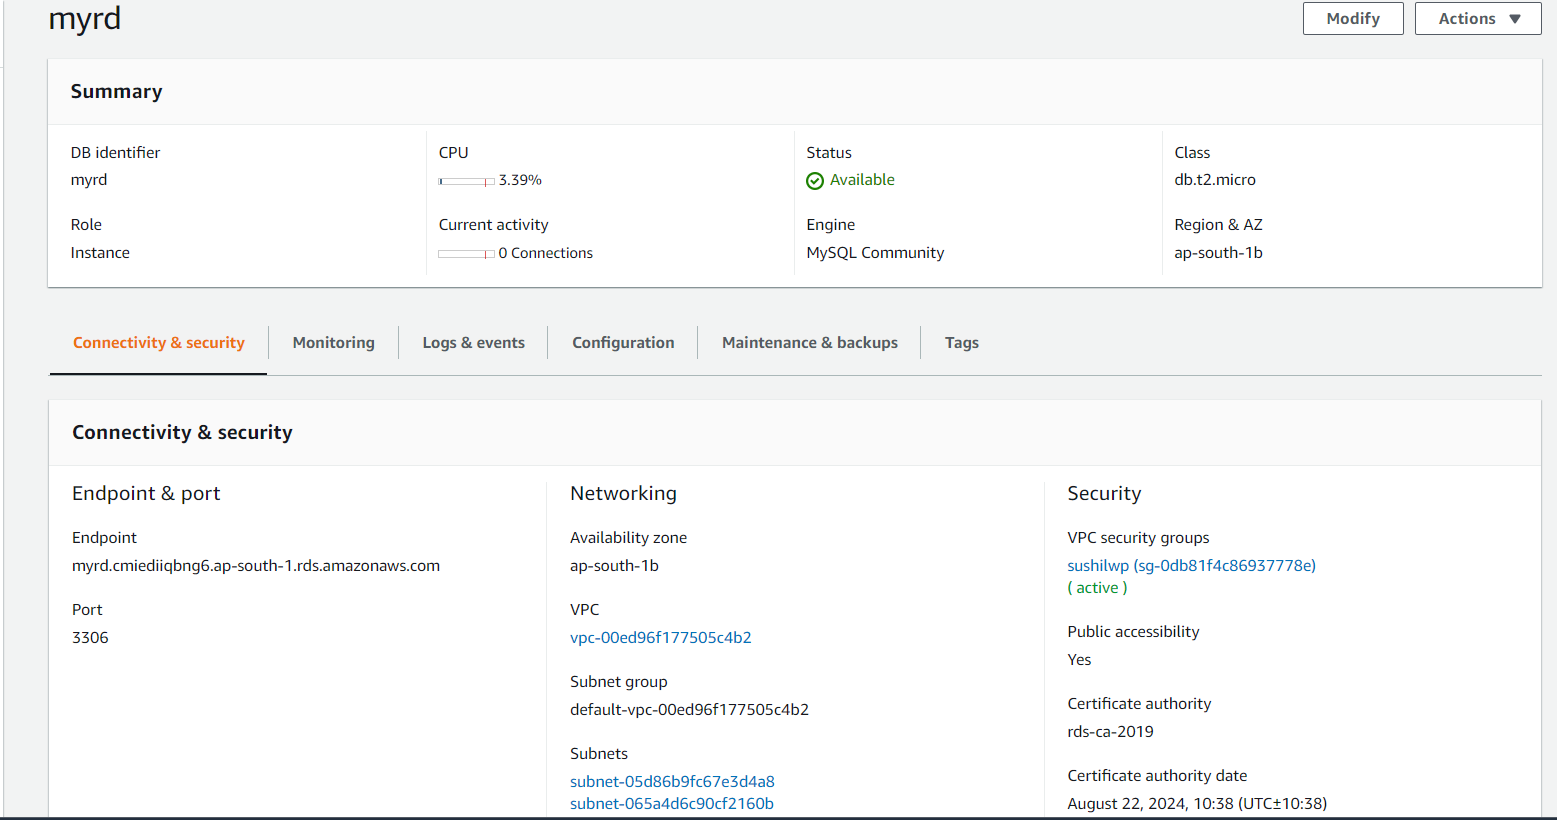 myrd
Modify
Actions
Summary
DB identifier
myrd
CPU
3.39%
Status
Available
Class
db.t2.micro
Role
Instance
Current activity
0 Connections
Engine
MySQL Community
Region & AZ
ap-south-1b
Connectivity & security
Monitoring
Logs & events
Configuration
Maintenance & backups
Tags
Connectivity & security
Endpoint & port
Endpoint
myrd.cmiediiqbng6.ap-south-1.rds.amazonaws.com
Port
3306
Networking
Availability zone
ap-south-1b
VPC
vpc-00ed96f177505c4b2
Subnet group
default-vpc-00ed96f177505c4b2
Subnets
subnet-05d86b9fc67e3d4a8
subnet-065a4d6c90cf2160b
Security
VPC security groups
sushilwp (sg-0db81f4c86937778e)
( active )
Public accessibility
Yes
Certificate authority
rds-ca-2019
Certificate authority date
August 22, 2024, 10:38 (UTC±10:38)